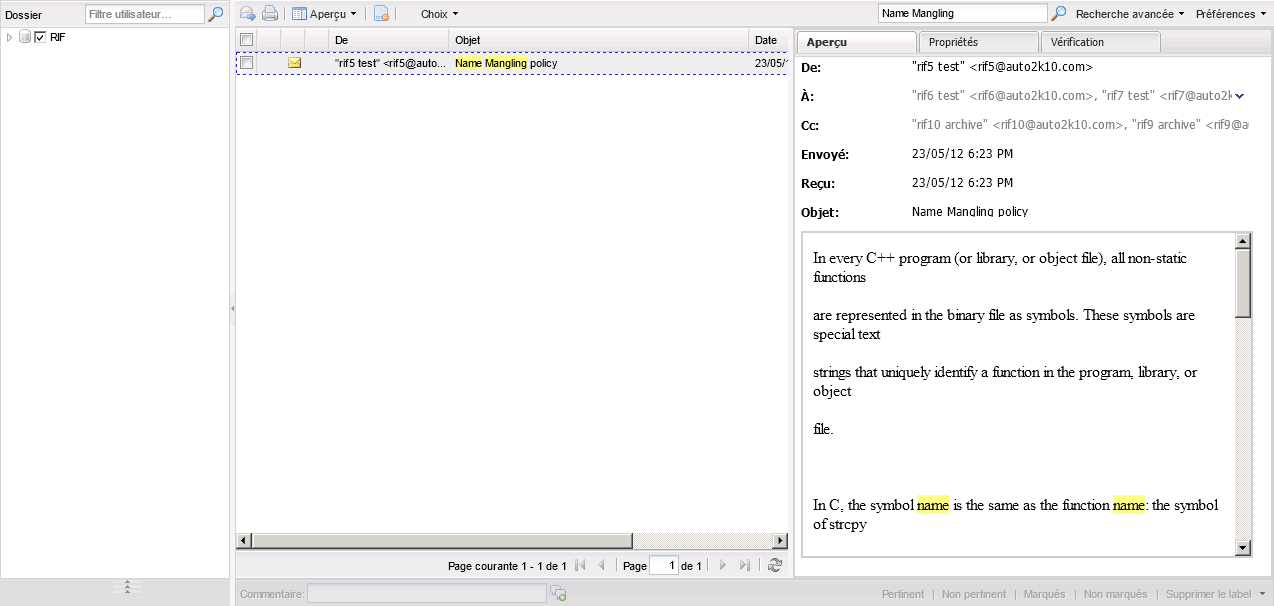 Dossier
Filtre utilisateur...
RIF
Aperçu
Choix
Name Mangling
Recherche avancée
Préférences
De Objet Date
"rif5 test" <rif5@auto... Name Mangling policy 23/05/
Page courante 1 - 1 de 1
Page 1 de 1
Aperçu Propriétés Vérification
De: "rif5 test" <rif5@auto2k10.com>
À: "rif6 test" <rif6@auto2k10.com>, "rif7 test" <rif7@auto2k
Cc: "rif10 archive" <rif10@auto2k10.com>, "rif9 archive" <rif9@au
Envoyé: 23/05/12 6:23 PM
Reçu: 23/05/12 6:23 PM
Objet: Name Mangling policy
In every C++ program (or library, or object file), all non-static
functions
are represented in the binary file as symbols. These symbols are
special text
strings that uniquely identify a function in the program, library, or
object
file.
In C, the symbol name is the same as the function name: the symbol
of strcpy
Commentaire:
Pertinent | Non pertinent | Marqués | Non marqués | Supprimer le label